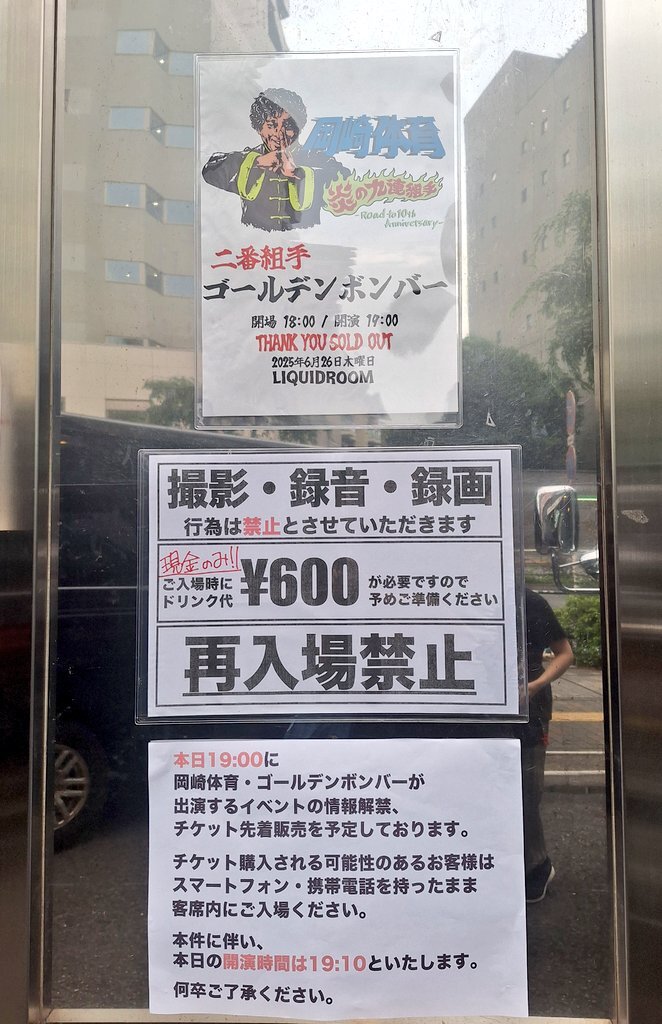 岡崎体育
炎の九連組手
-Road to 10th
Anniversary-
二番組手
ゴールデンボンバー
開場 18:00 / 開演 19:00
THANK YOU SOLD OUT
2025年6月26日木曜日
LIQUIDROOM
撮影・録音・録画
行為は禁止とさせていただきます
現金のみ!!
ご入場時に
ドリンク代
¥600
が必要ですので
予めご準備ください
再入場禁止
本日19:00に
岡崎体育・ゴールデンボンバーが
出演するイベントの情報解禁、
チケット先着販売を予定しております。
チケット購入される可能性のあるお客様は
スマートフォン・携帯電話を持ったまま
客席内にご入場ください。
本件に伴い、
本日の開演時間は19:10といたします。
何卒ご了承ください。